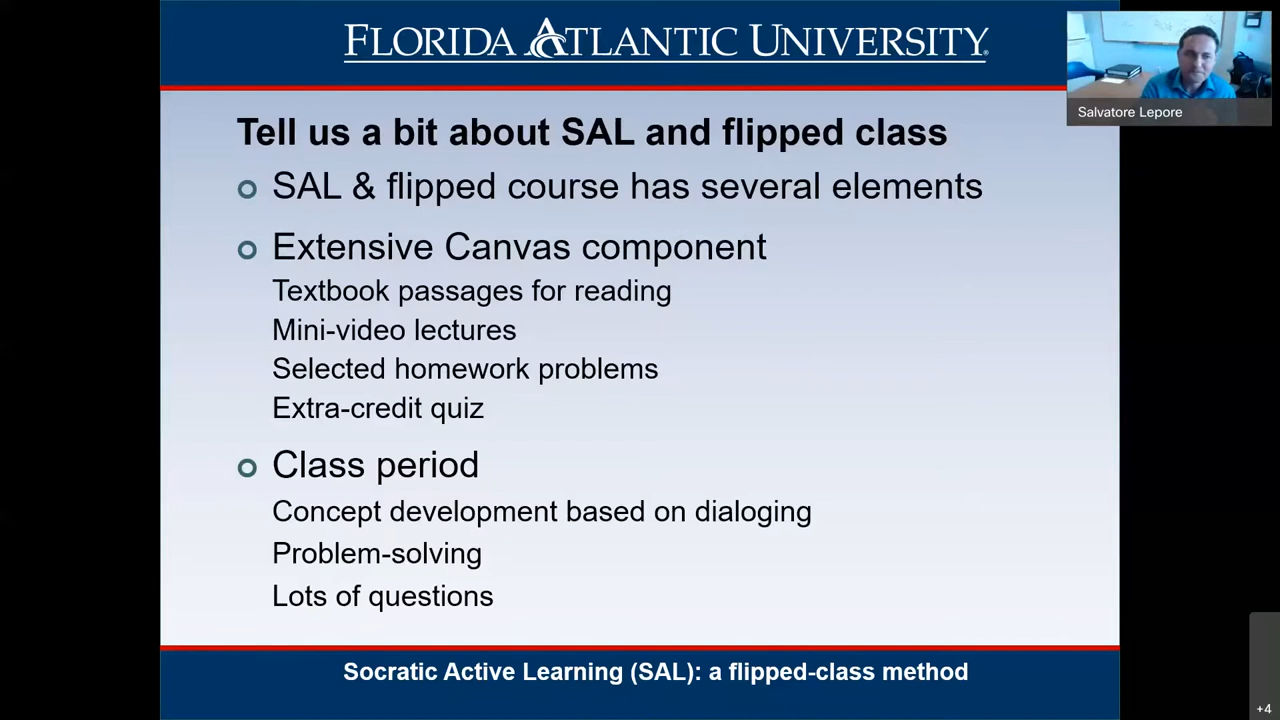 FLORIDA ATLANTIC UNIVERSITY®
Salvatore Lepore
Tell us a bit about SAL and flipped class
SAL & flipped course has several elements
Extensive Canvas component
Textbook passages for reading
Mini-video lectures
Selected homework problems
Extra-credit quiz
Class period
Concept development based on dialoging
Problem-solving
Lots of questions
Socratic Active Learning (SAL): a flipped-class method
+4